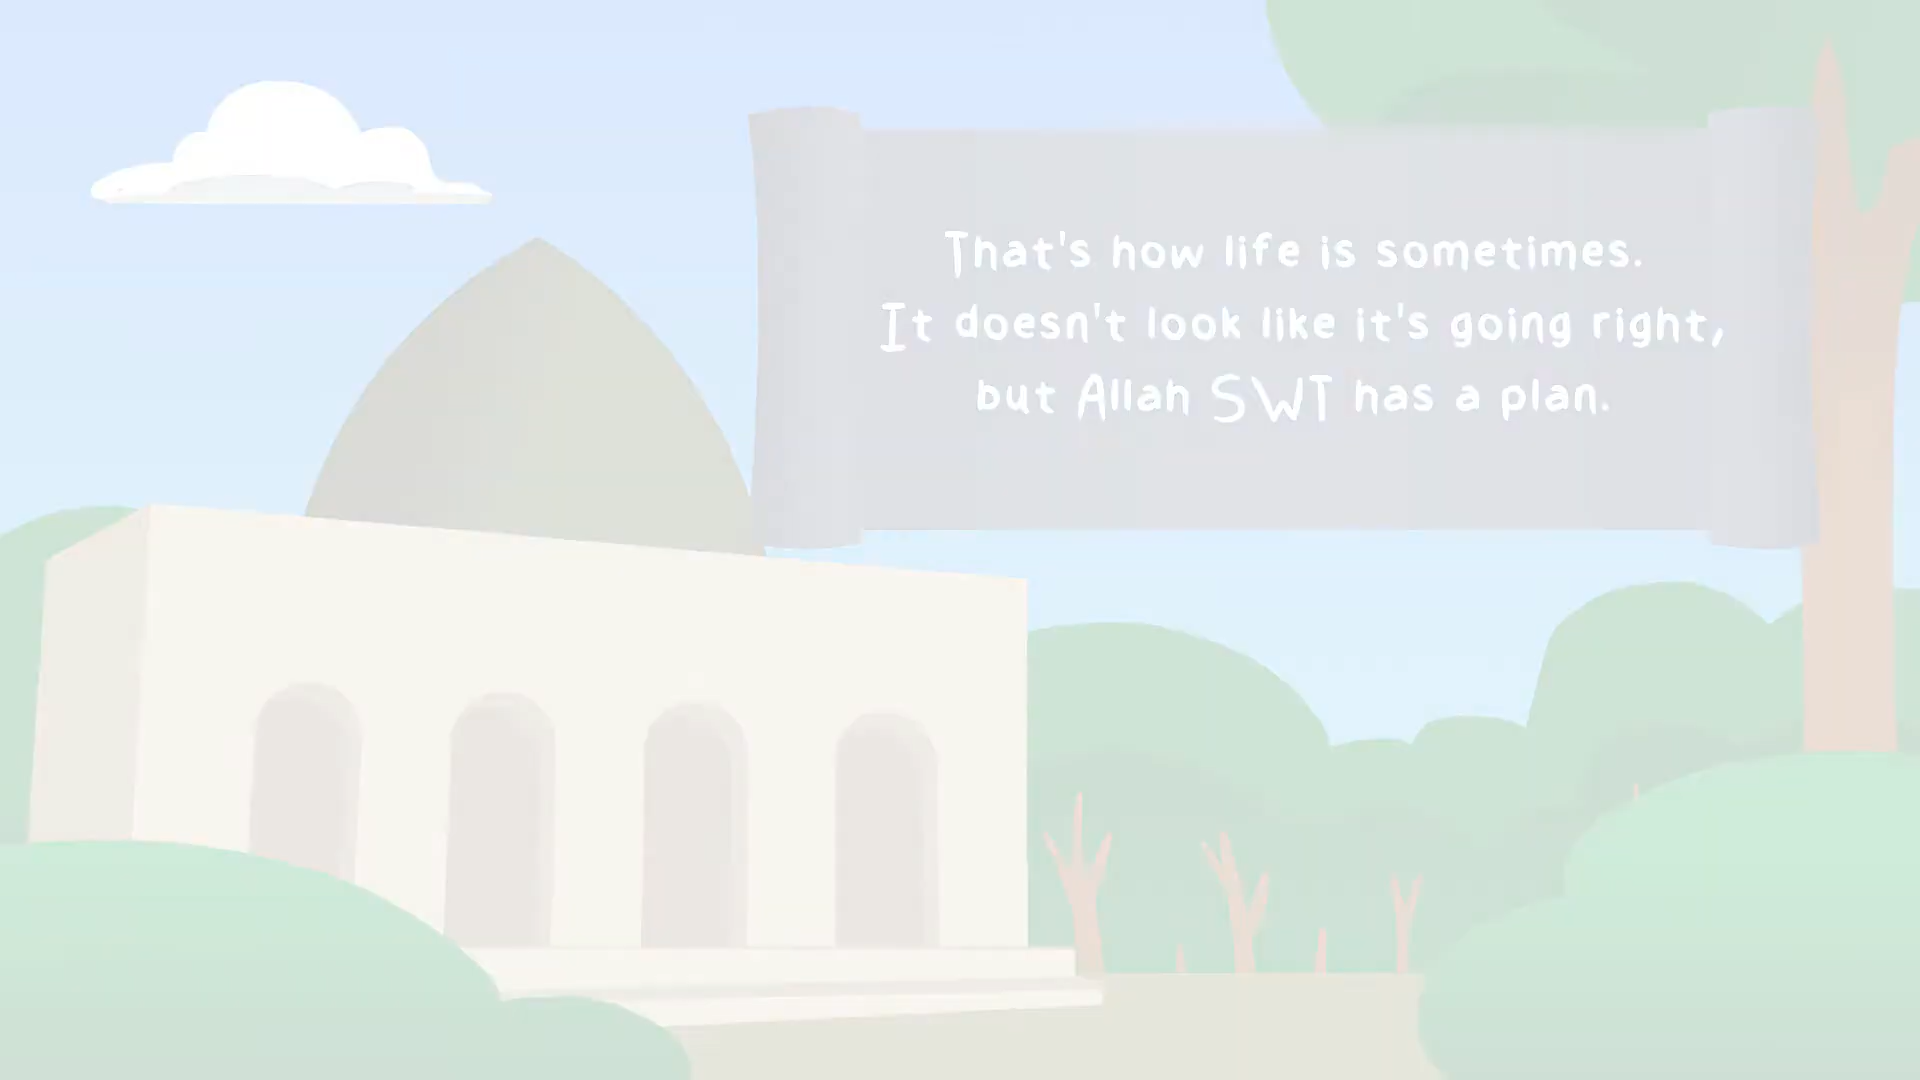 That's how life is sometimes.
It doesn't look like it's going right,
but Allah SWT has a plan.